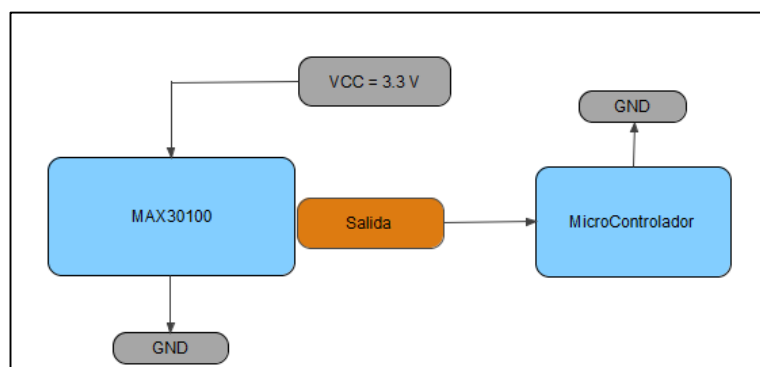 VCC = 3.3 V
GND
MAX30100
Salida
MicroControlador
GND